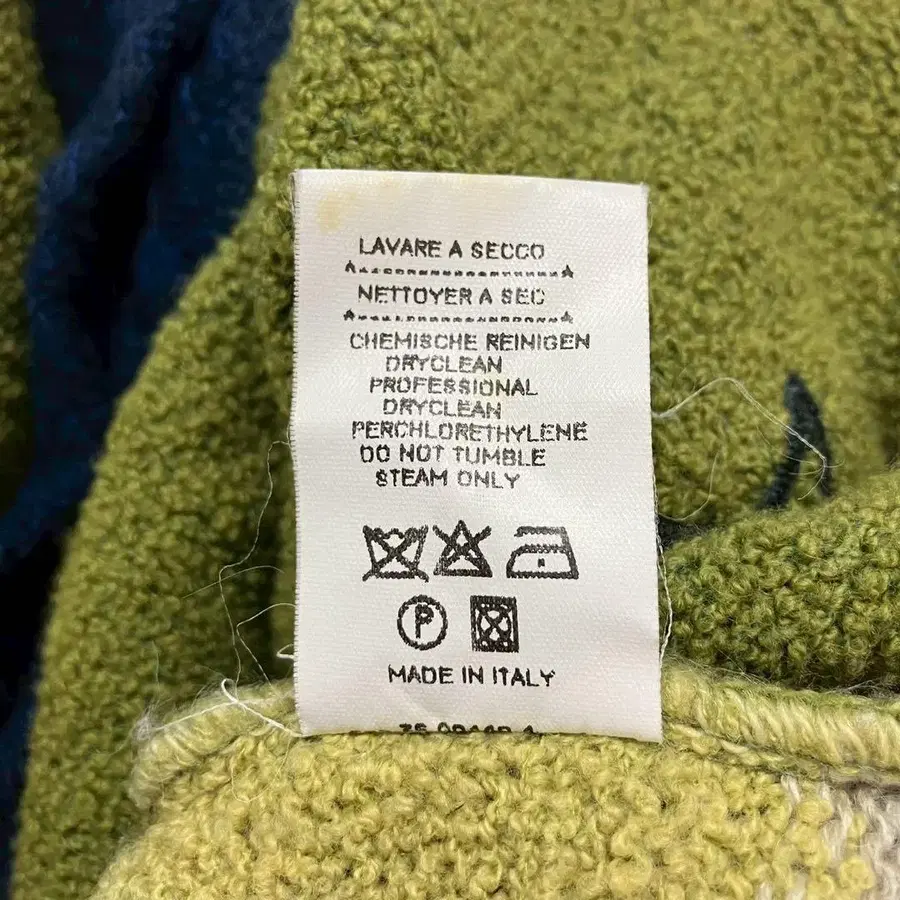 LAVARE A SECCO
NETTOYER A SEC
CHEMISCHE REINIGEN
DRYCLEAN
PROFESSIONAL
DRYCLEAN
PERCHLORETHYLENE
DO NOT TUMBLE
STEAM ONLY
P
MADE IN ITALY